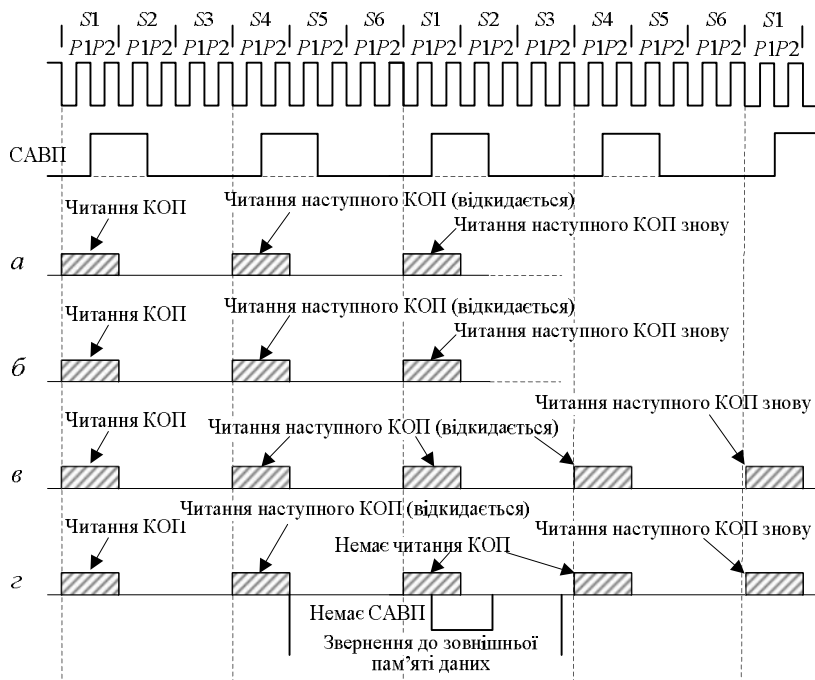 S1 S2 S3 S4 S5 S6 S1 S2 S3 S4 S5 S6 S1
P1P2 P1P2 P1P2 P1P2 P1P2 P1P2 P1P2 P1P2 P1P2 P1P2 P1P2 P1P2 P1P2
САВП
Читання КОП
Читання наступного КОП (відкидається)
Читання наступного КОП знову
а
Читання КОП
Читання наступного КОП (відкидається)
Читання наступного КОП знову
б
Читання КОП
Читання наступного КОП (відкидається)
Читання наступного КОП знову
в
Читання КОП
Читання наступного КОП (відкидається)
Немає читання КОП
Читання наступного КОП знову
г
Немає САВП
Звернення до зовнішньої
пам’яті даних